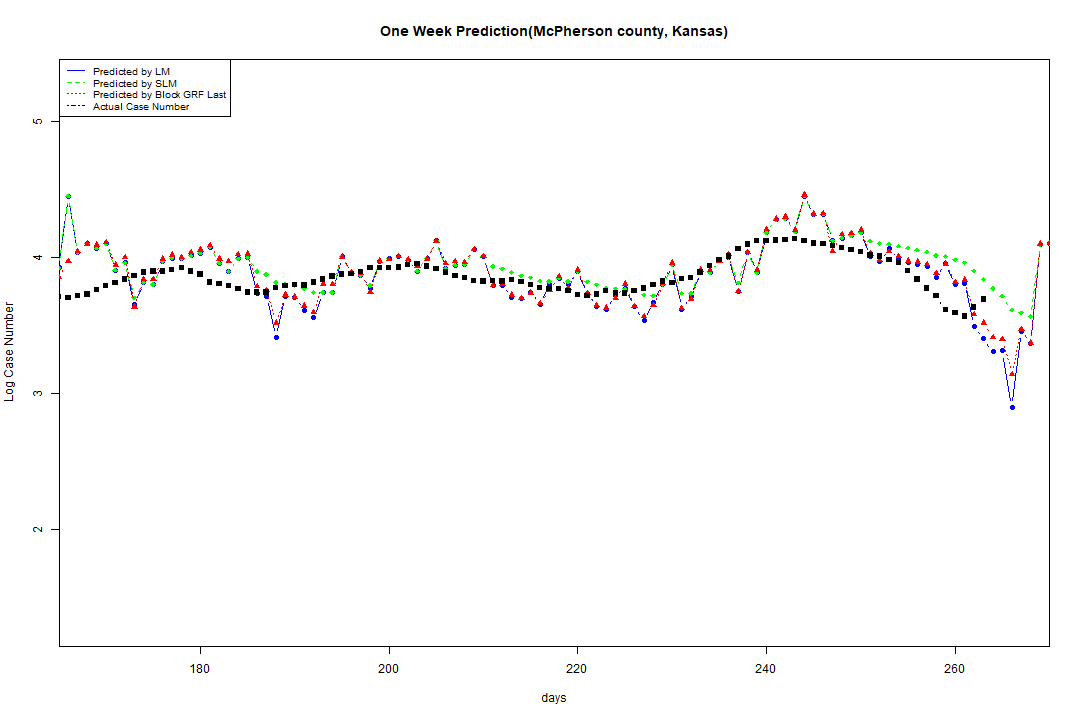 One Week Prediction(McPherson county, Kansas)
Predicted by LM
Predicted by SLM
Predicted by Block GRF Last
Actual Case Number
5
4
3
2
Log Case Number
180 200 220 240 260
days